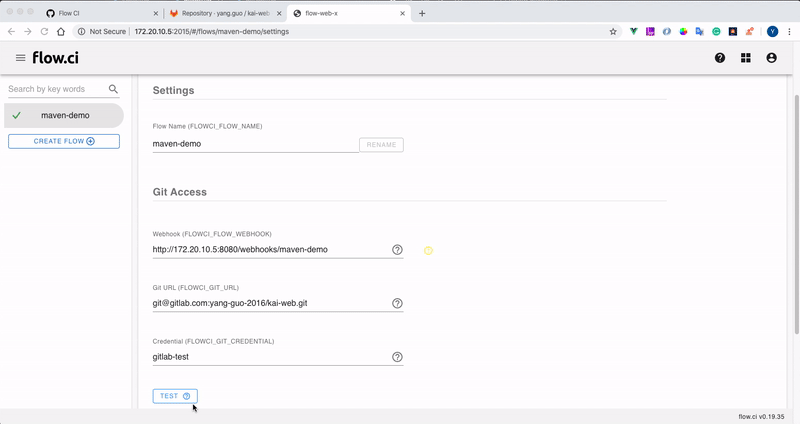 Flow CI
Repository · yang.guo / kai-web
flow-web-x
Not Secure
172.20.10.5:2015/#/flows/maven-demo/settings
Y
flow.ci
Search by key words
maven-demo
CREATE FLOW
Settings
Flow Name (FLOWCI_FLOW_NAME)
maven-demo
RENAME
Git Access
Webhook (FLOWCI_FLOW_WEBHOOK)
http://172.20.10.5:8080/webhooks/maven-demo
Git URL (FLOWCI_GIT_URL)
git@gitlab.com:yang-guo-2016/kai-web.git
Credential (FLOWCI_GIT_CREDENTIAL)
gitlab-test
TEST
flow.ci v0.19.35